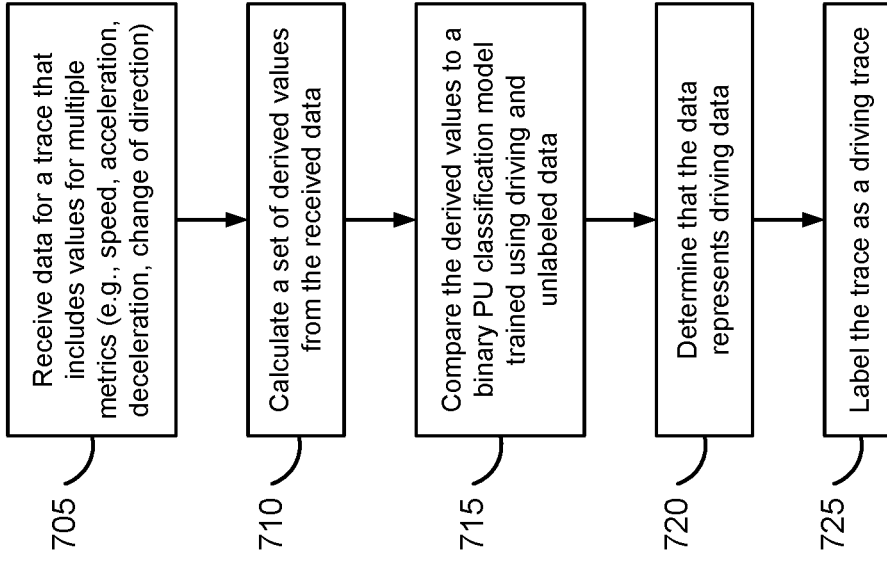 705
Receive data for a trace that
includes values for multiple
metrics (e.g., speed, acceleration,
deceleration, change of direction)
710
Calculate a set of derived values
from the received data
715
Compare the derived values to a
binary PU classification model
trained using driving and
unlabeled data
720
Determine that the data
represents driving data
725
Label the trace as a driving trace